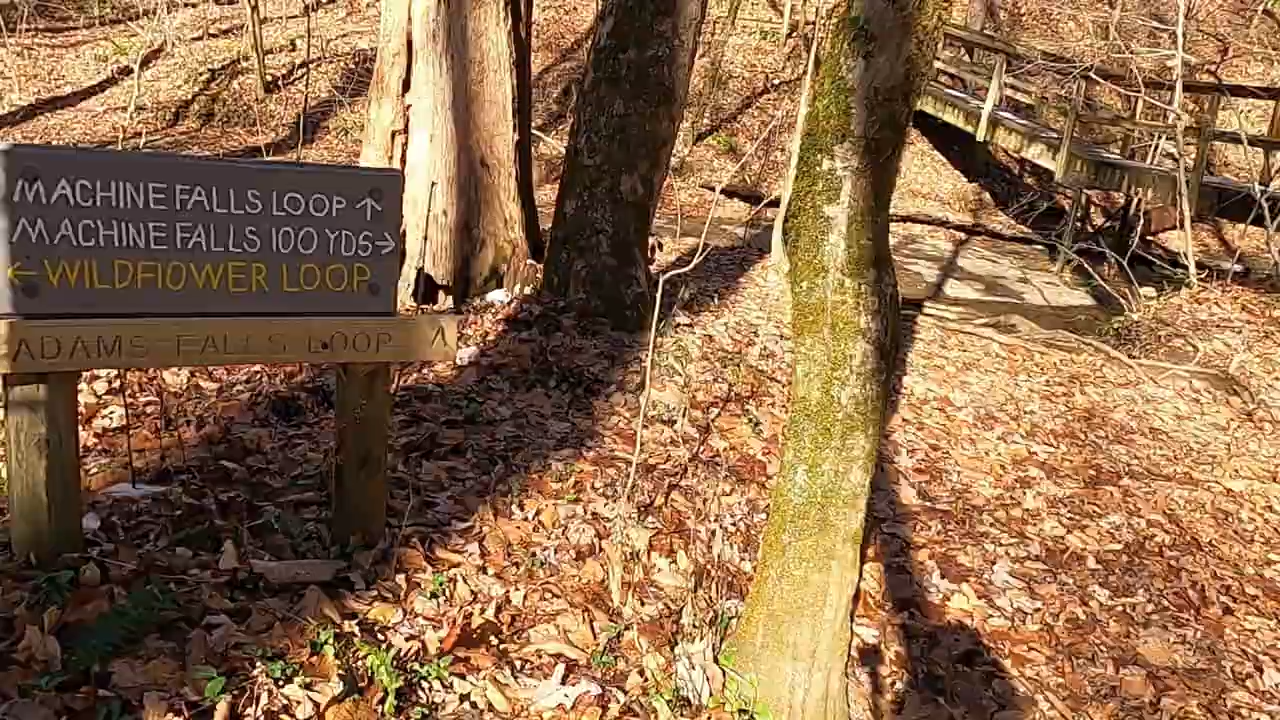 MACHINE FALLS LOOP ↑
MACHINE FALLS 100 YDS→
← WILDFLOWER LOOP
ADAMS FALLS LOOP ^